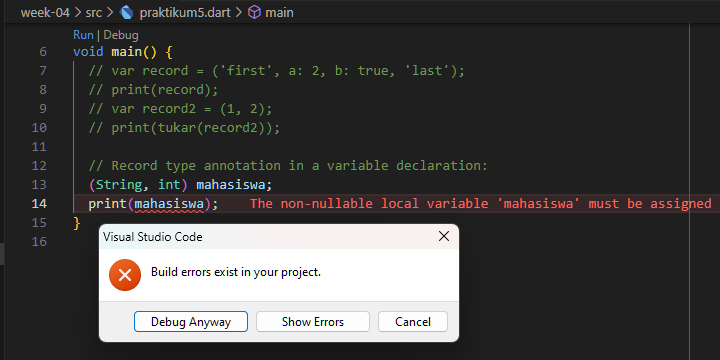 week-04 > src > praktikum5.dart > main
Run | Debug
6 void main() {
7 // var record = ('first', a: 2, b: true, 'last');
8 // print(record);
9 // var record2 = (1, 2);
10 // print(tukar(record2));
11
12 // Record type annotation in a variable declaration:
13 (String, int) mahasiswa;
14 print(mahasiswa); The non-nullable local variable 'mahasiswa' must be assigned
15 }
16
Visual Studio Code
Build errors exist in your project.
Debug Anyway Show Errors Cancel